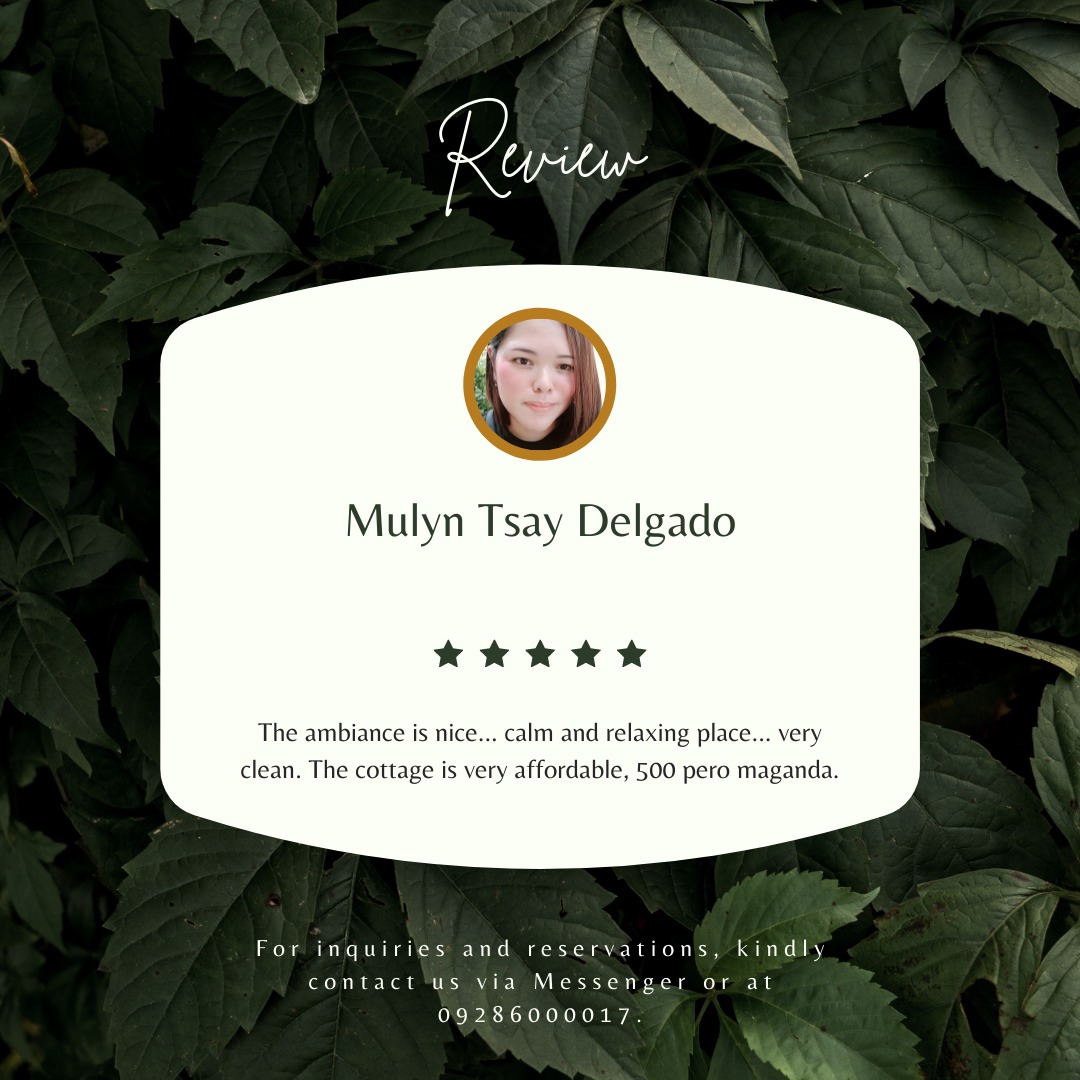 Review
Mulyn Tsay Delgado
The ambiance is nice... calm and relaxing place... very
clean. The cottage is very affordable, 500 pero maganda.
For inquiries and reservations, kindly
contact us via Messenger or at
09286000017.